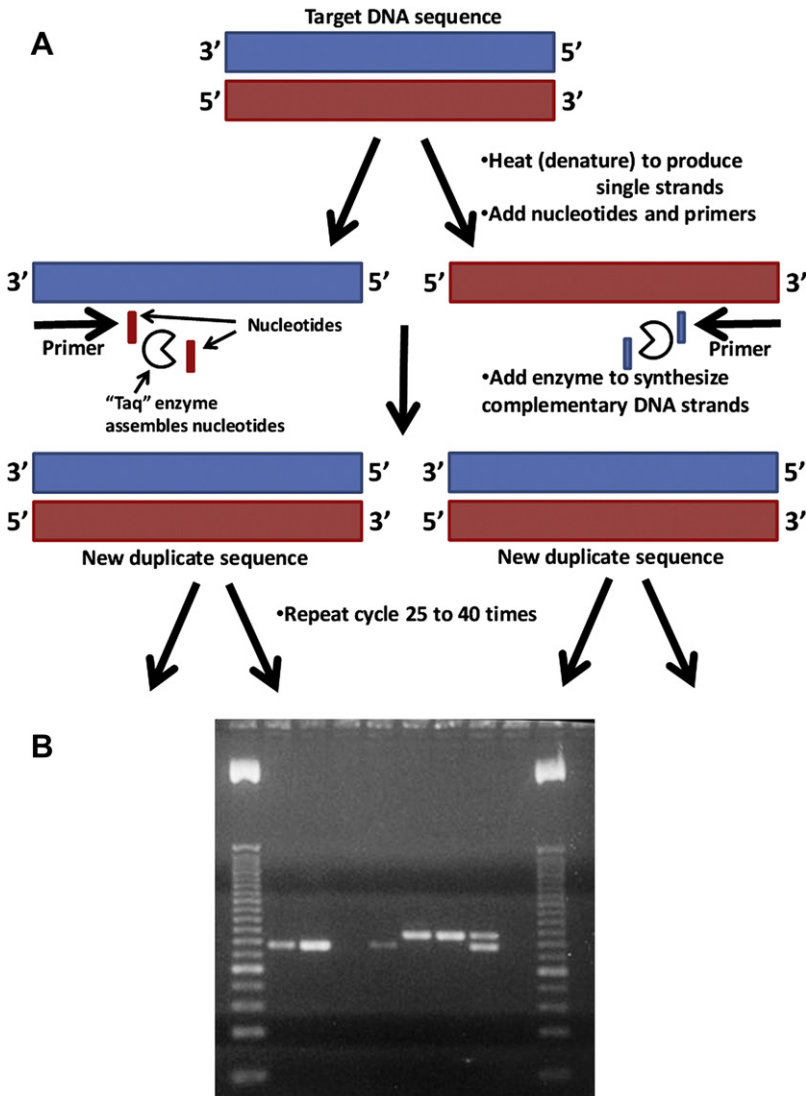 A
Target DNA sequence
3’ 5’
5’ 3’
•Heat (denature) to produce
single strands
•Add nucleotides and primers
3’ 5’ 5’ 3’
Primer
Nucleotides
Primer
“Taq” enzyme
assembles nucleotides
•Add enzyme to synthesize
complementary DNA strands
3’ 5’ 3’ 5’
5’ 3’ 5’ 3’
New duplicate sequence
New duplicate sequence
•Repeat cycle 25 to 40 times
B